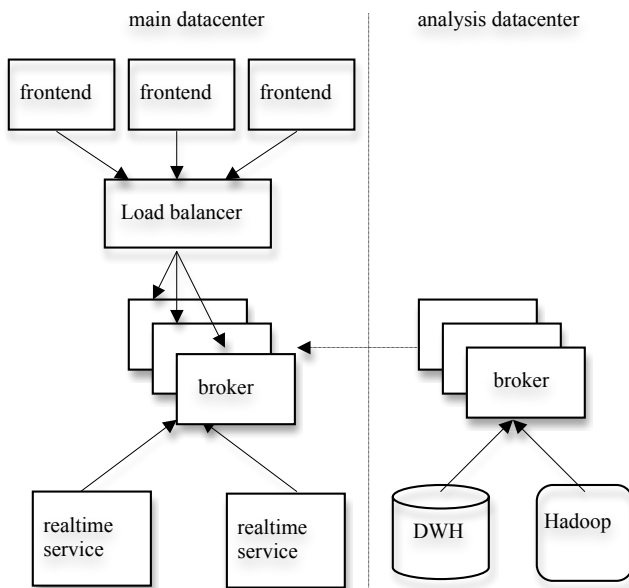 main datacenter
analysis datacenter
frontend
frontend
frontend
Load balancer
broker
broker
realtime
service
realtime
service
DWH
Hadoop